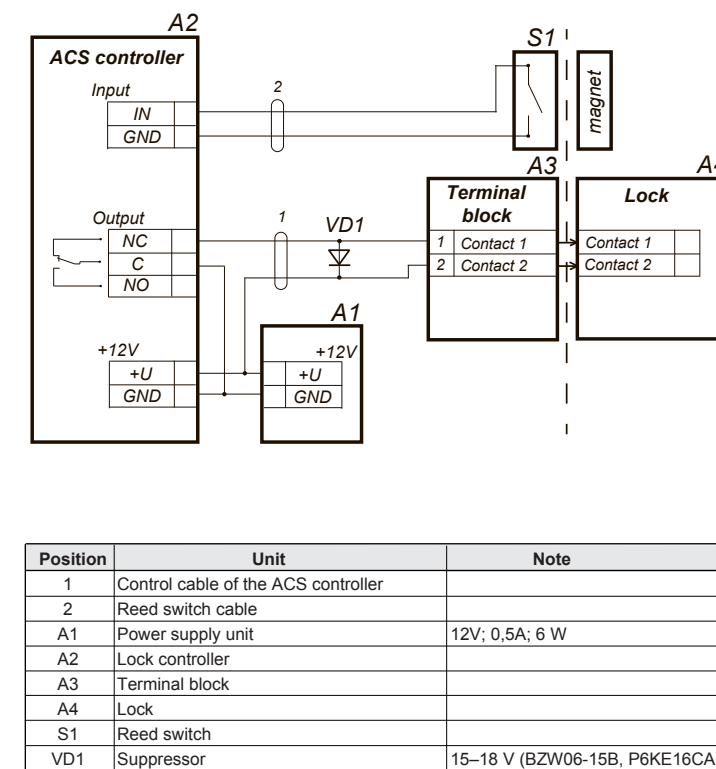 A2
S1
ACS controller
Input
2
IN
GND
magnet
A3
Terminal
block
Lock
Output
1
VD1
NC
1 Contact 1
Contact 1
C
2 Contact 2
Contact 2
NO
A1
+12V
+12V
+U
+U
GND
GND
Position Unit Note
1 Control cable of the ACS controller
2 Reed switch cable
A1 Power supply unit 12V; 0,5A; 6 W
A2 Lock controller
A3 Terminal block
A4 Lock
S1 Reed switch
VD1 Suppressor 15–18 V (BZW06-15B, P6KE16CA